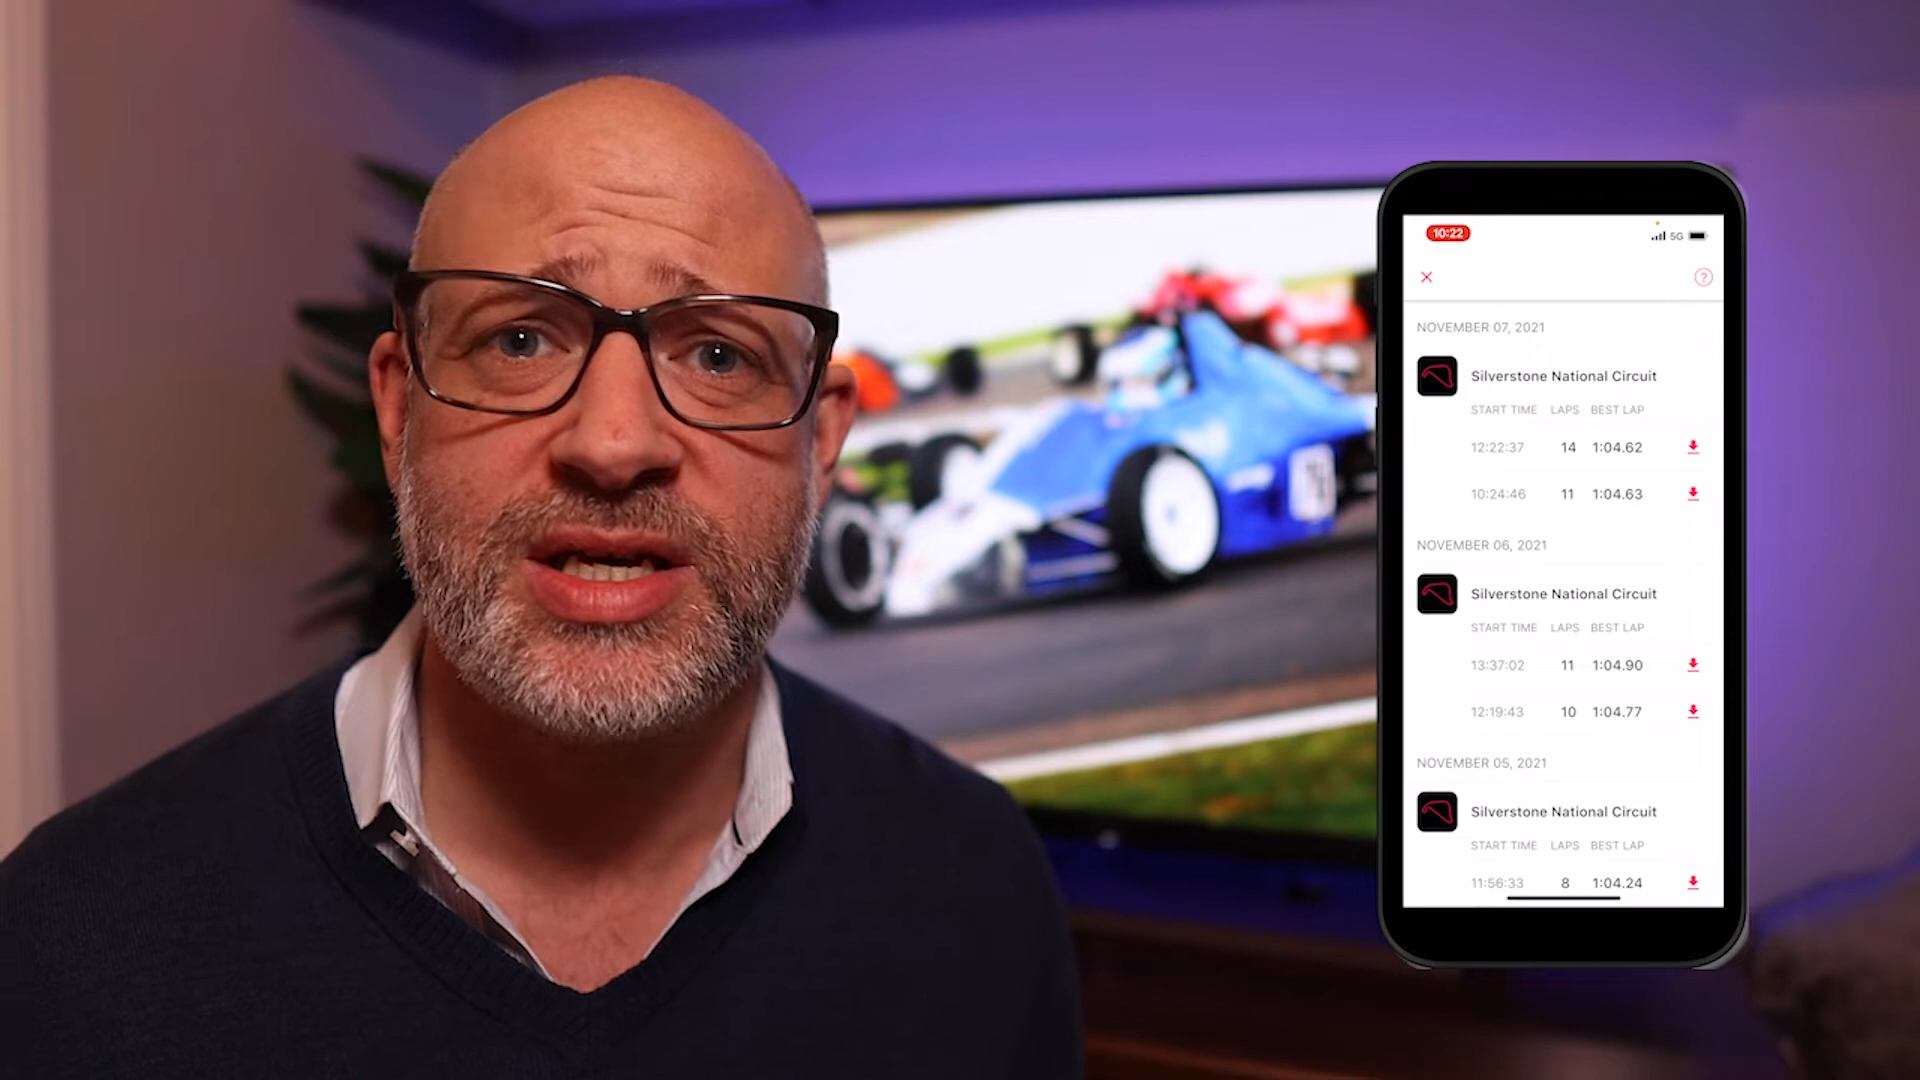 10:22
5G
?
NOVEMBER 07, 2021
Silverstone National Circuit
START TIME LAPS BEST LAP
12:22:37 14 1:04.62
10:24:46 11 1:04.63
NOVEMBER 06, 2021
Silverstone National Circuit
START TIME LAPS BEST LAP
13:37:02 11 1:04.90
12:19:43 10 1:04.77
NOVEMBER 05, 2021
Silverstone National Circuit
START TIME LAPS BEST LAP
11:56:33 8 1:04.24